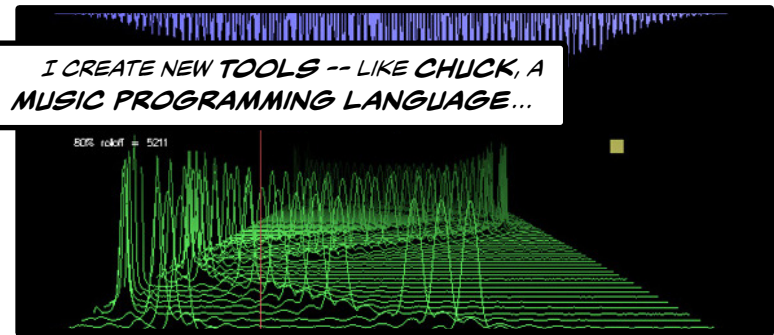 I CREATE NEW TOOLS -- LIKE CHUCK, A
MUSIC PROGRAMMING LANGUAGE...
80% rolloff = 5211